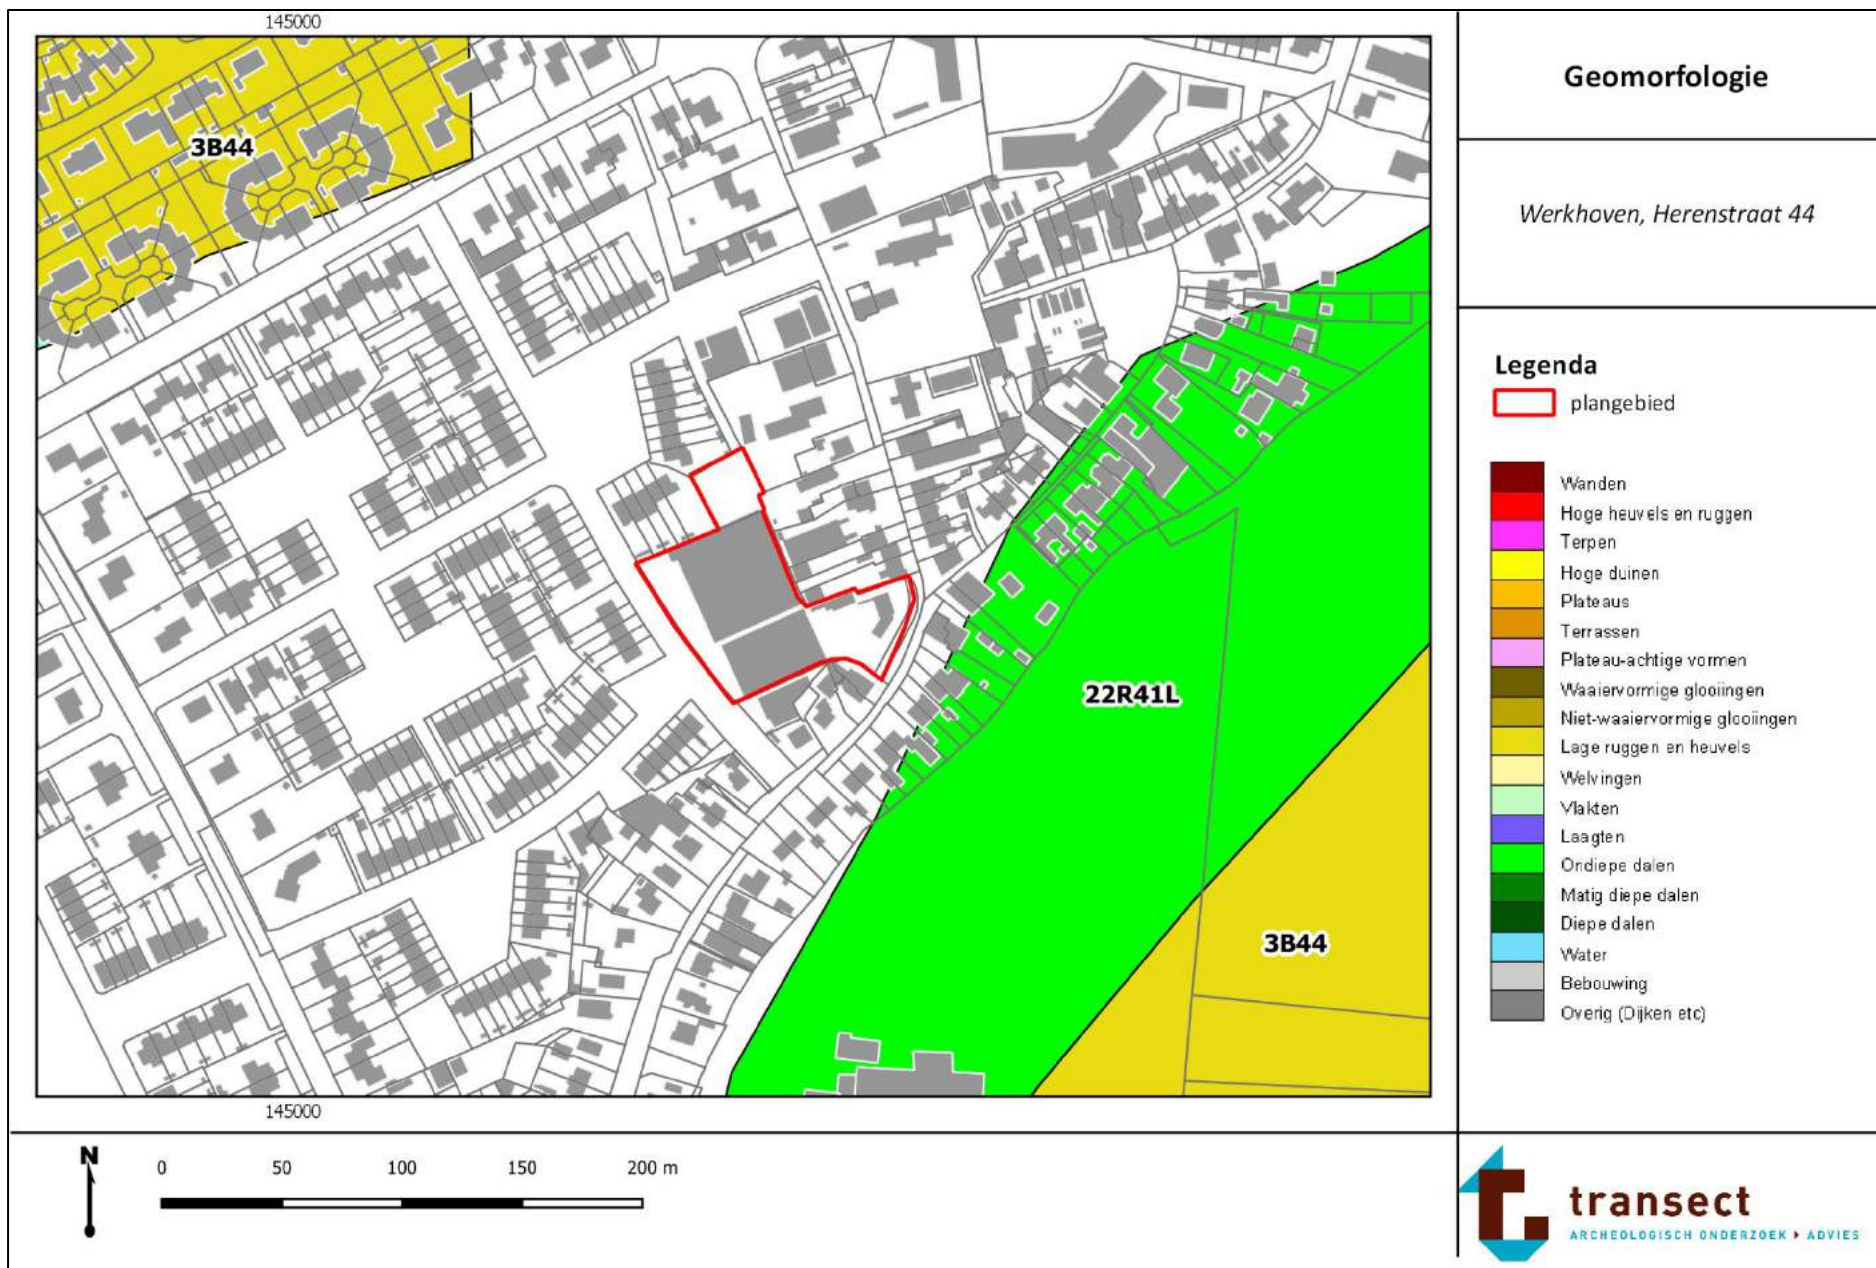 145000
3B44
22R41L
3B44
145000
N
0 50 100 150 200 m
Geomorfologie
Werkhoven, Herenstraat 44
Legenda
plangebied
Wanden
Hoge heuvels en ruggen
Terpen
Hoge duinen
Plateaus
Terrassen
Plateau-achtige vormen
Waaiervormige glooiingen
Niet-waaiervormige glooiingen
Lage ruggen en heuvels
Welvingen
Vlakten
Laagten
Ondiepe dalen
Matig diepe dalen
Diepe dalen
Water
Bebouwing
Overig (Dijken etc)
transect
ARCHEOLOGISCH ONDERZOEK ▸ ADVIES